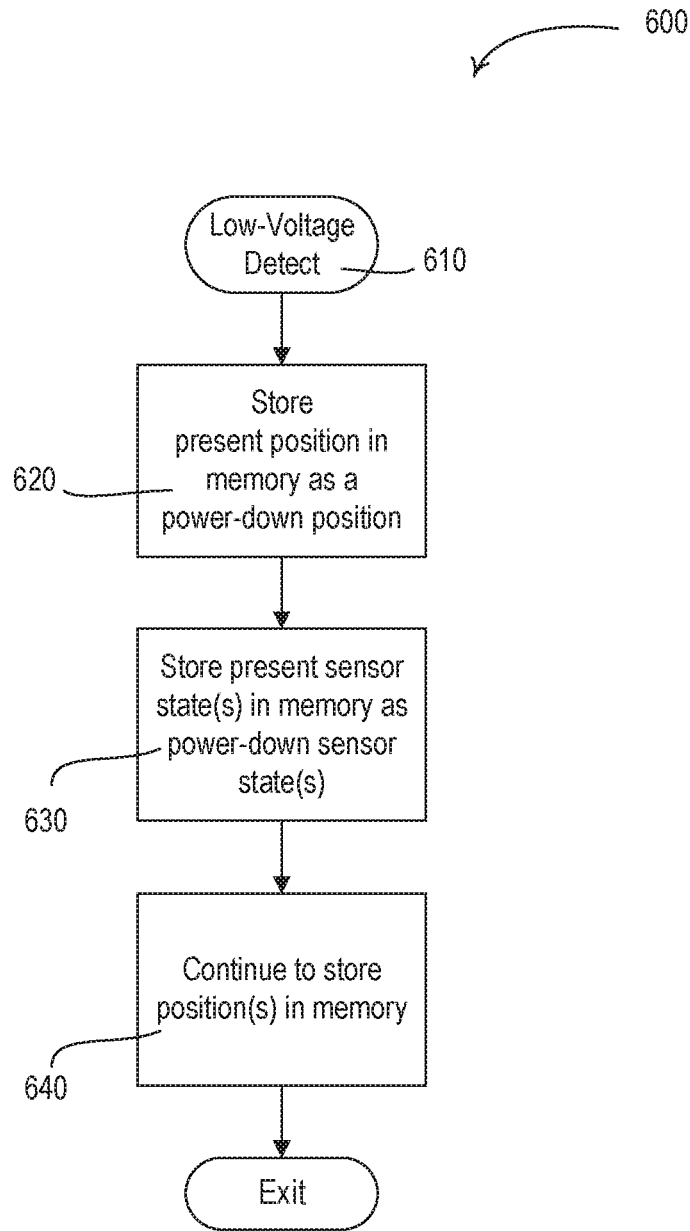 600
Low-Voltage
Detect
610
Store
present position in
memory as a
power-down position
620
Store present sensor
state(s) in memory as
power-down sensor
state(s)
630
Continue to store
position(s) in memory
640
Exit